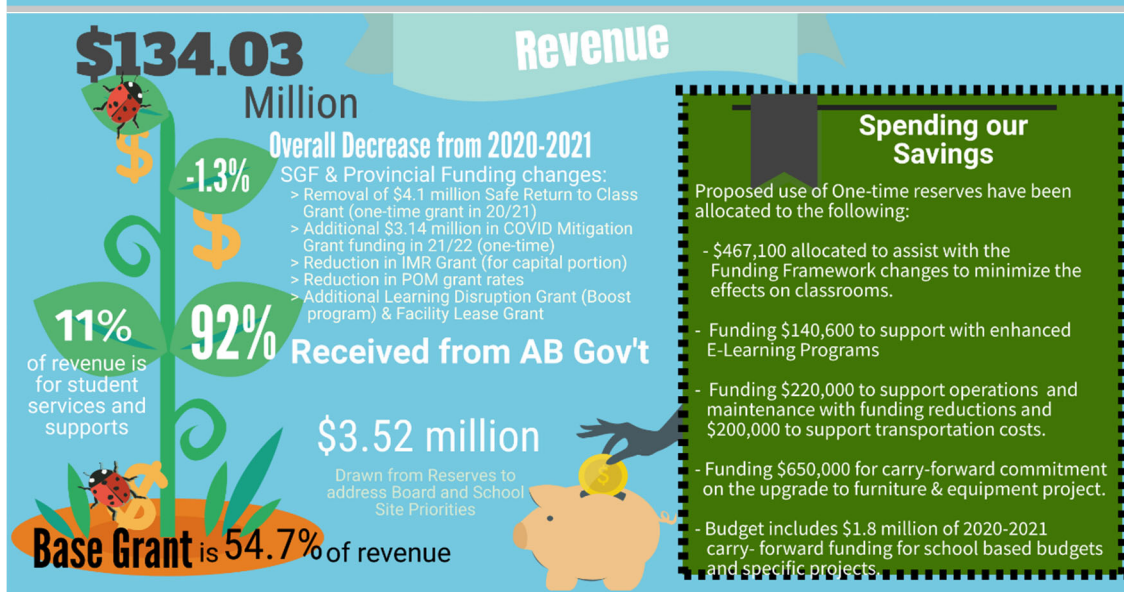 Revenue
$134.03
Million
-1.3%
Overall Decrease from 2020-2021
SGF & Provincial Funding changes:
> Removal of $4.1 million Safe Return to Class
Grant (one-time grant in 20/21)
> Additional $3.14 million in COVID Mitigation
Grant funding in 21/22 (one-time)
> Reduction in IMR Grant (for capital portion)
> Reduction in POM grant rates
> Additional Learning Disruption Grant (Boost
program) & Facility Lease Grant
11%
of revenue is
for student
services and
supports
92%
Received from AB Gov't
$3.52 million
Drawn from Reserves to
address Board and School
Site Priorities
$
Base Grant is 54.7% of revenue
Spending our
Savings
Proposed use of One-time reserves have been
allocated to the following:
- $467,100 allocated to assist with the
Funding Framework changes to minimize the
effects on classrooms.
- Funding $140,600 to support with enhanced
E-Learning Programs
- Funding $220,000 to support operations and
maintenance with funding reductions and
$200,000 to support transportation costs.
- Funding $650,000 for carry-forward commitment
on the upgrade to furniture & equipment project.
- Budget includes $1.8 million of 2020-2021
carry- forward funding for school based budgets
and specific projects.